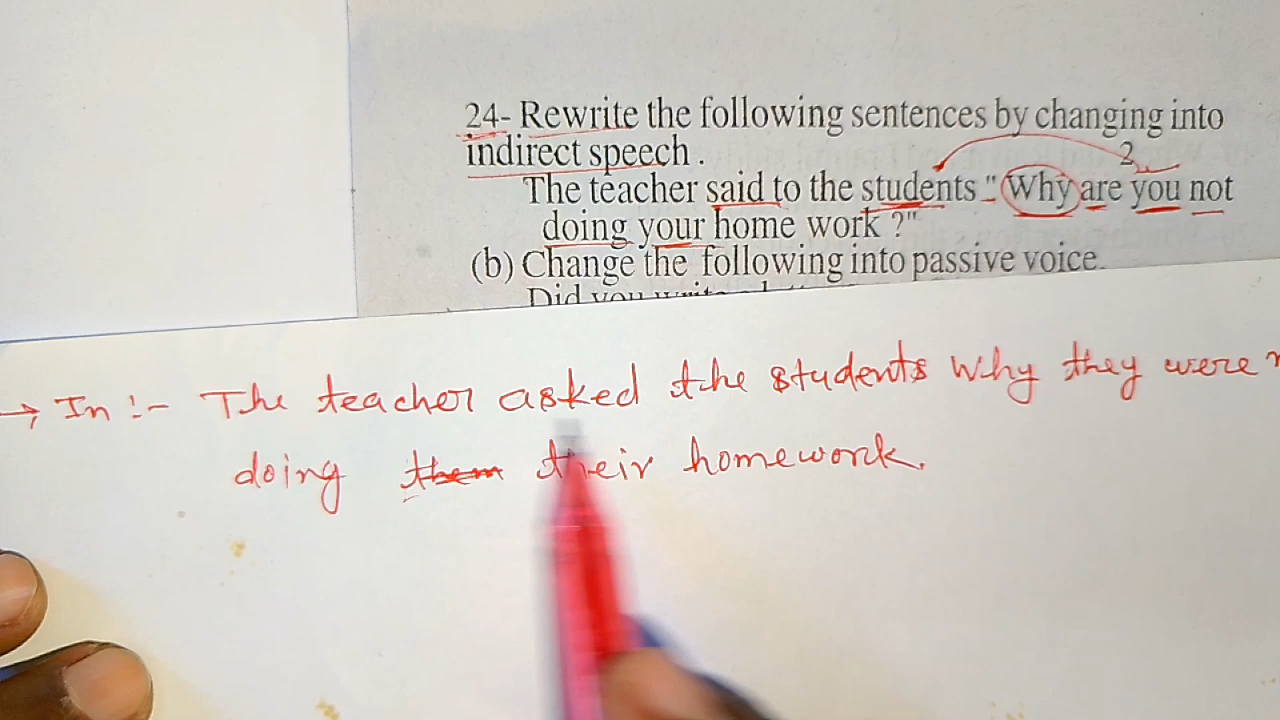 24- Rewrite the following sentences by changing into
indirect speech .
2
The teacher said to the students " Why are you not
doing your home work ?"
(b) Change the following into passive voice.
Did you
→ In :- The teacher asked the students why they were
doing them their homework.